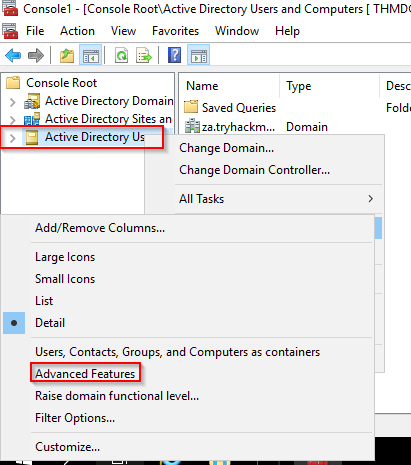 Console1 - [Console Root\Active Directory Users and Computers [ THMDC
File Action View Favorites Window Help
Console Root
Active Directory Domain
Active Directory Sites an
Active Directory Us
Name
Type
Des
Saved Queries
za.tryhackm... Domain
Change Domain...
Change Domain Controller...
All Tasks
Add/Remove Columns...
Large Icons
Small Icons
List
Detail
Users, Contacts, Groups, and Computers as containers
Advanced Features
Raise domain functional level...
Filter Options...
Customize...